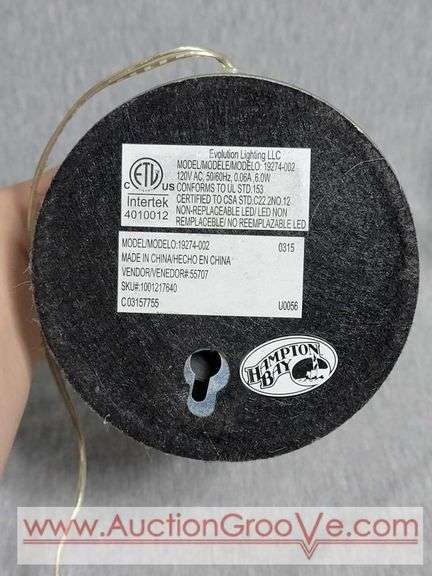 Evolution Lighting LLC
MODEL/MODELE/MODELO: 19274-002
120V AC, 50/60Hz, 0.06A, 6.0W
CONFORMS TO UL STD.153
CERTIFIED TO CSA STD.C22.2NO.12
NON-REPLACEABLE LED/ LED NON
REMPLACEBLE/ NO REEMPLAZABLE LED
ETL
C US
Intertek
4010012
MODEL/MODELO:19274-002 0315
MADE IN CHINA/HECHO EN CHINA
VENDOR/VENEDOR#:55707
SKU#:1001217640
C03157755 U0056
HAMPTON
BAY
www.AuctionGrooVe.com